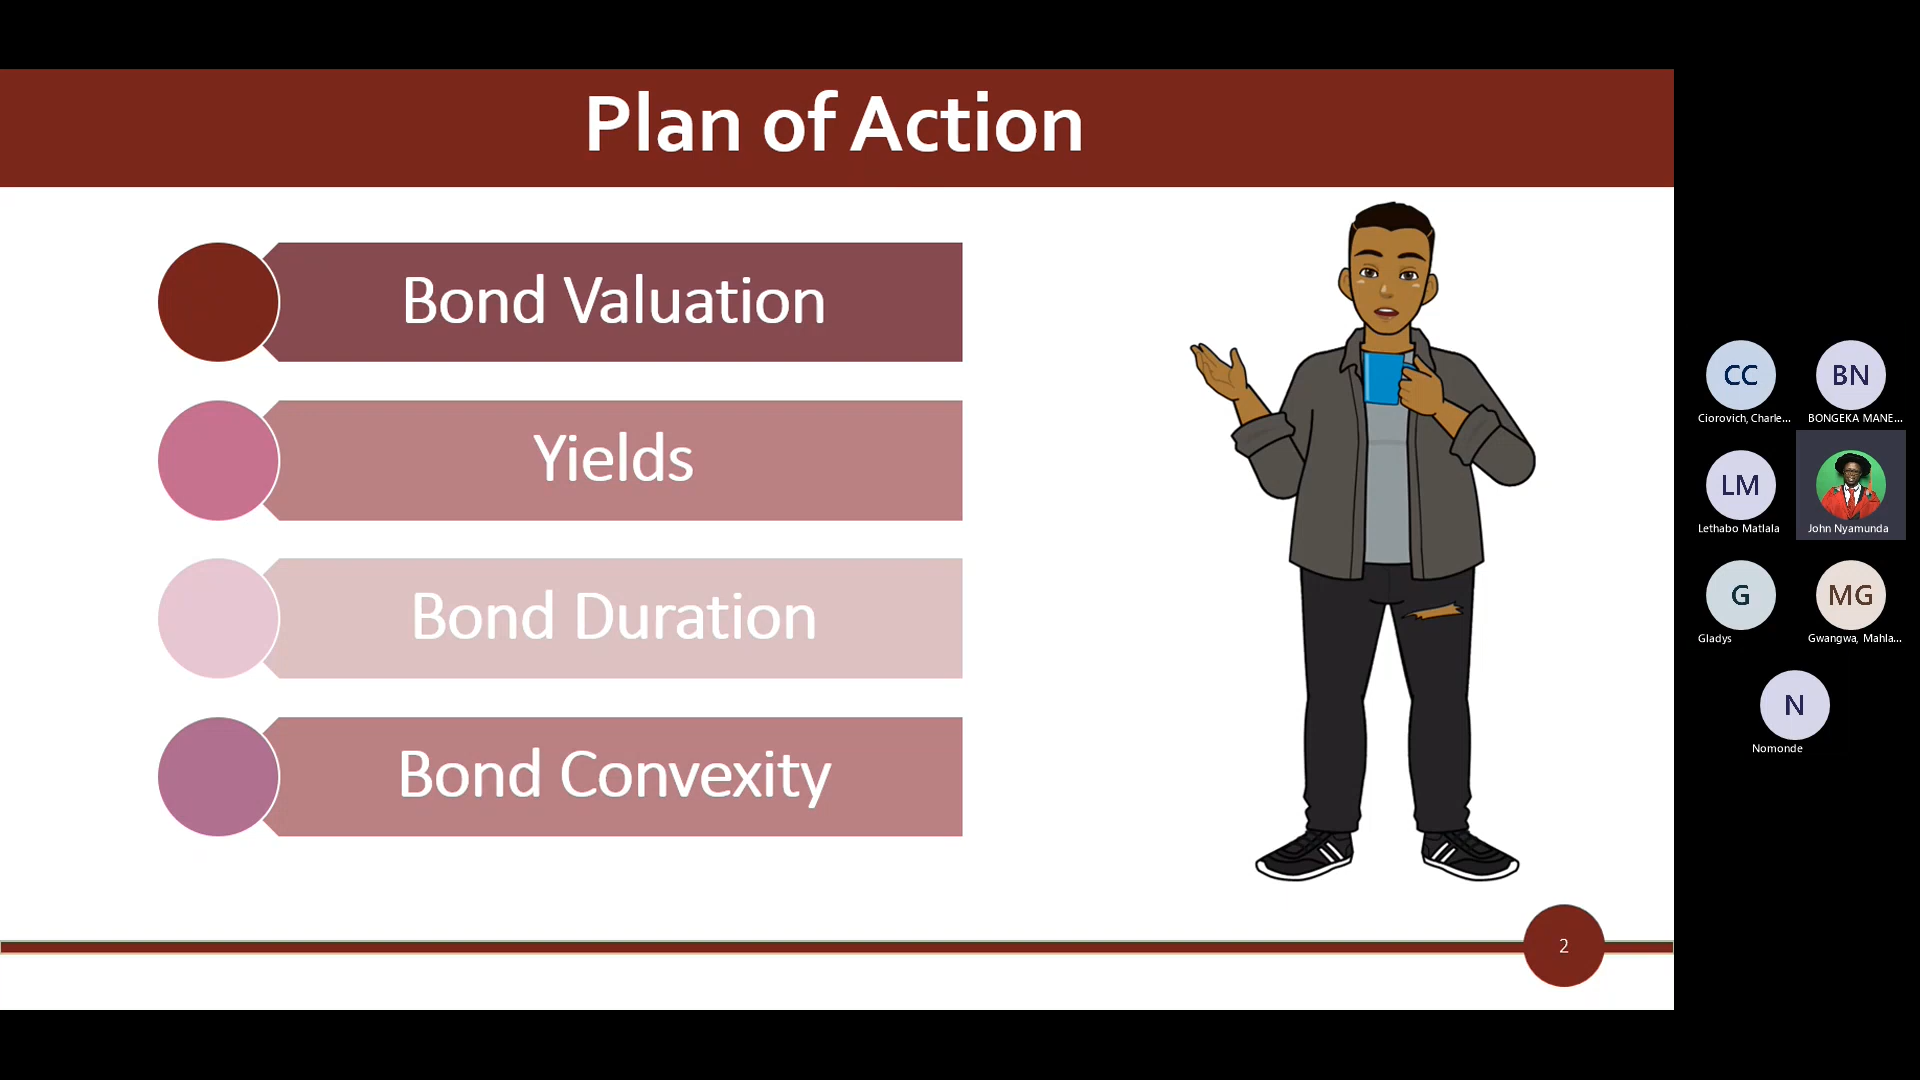 Plan of Action
Bond Valuation
Yields
Bond Duration
Bond Convexity
2
CC
Ciorovich, Charle...
BN
BONGEKA MANE...
LM
Lethabo Matlala
John Nyamunda
G
Gladys
MG
Gwangwa, Mahla...
N
Nomonde